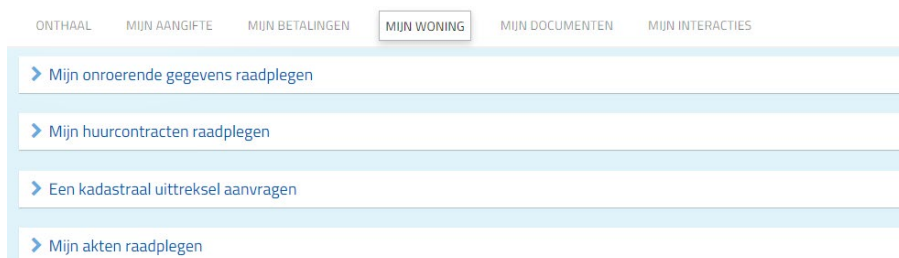 ONTHAAL MIJN AANGIFTE MIJN BETALINGEN MIJN WONING MIJN DOCUMENTEN MIJN INTERACTIES
Mijn onroerende gegevens raadplegen
Mijn huurcontracten raadplegen
Een kadastraal uittreksel aanvragen
Mijn akten raadplegen